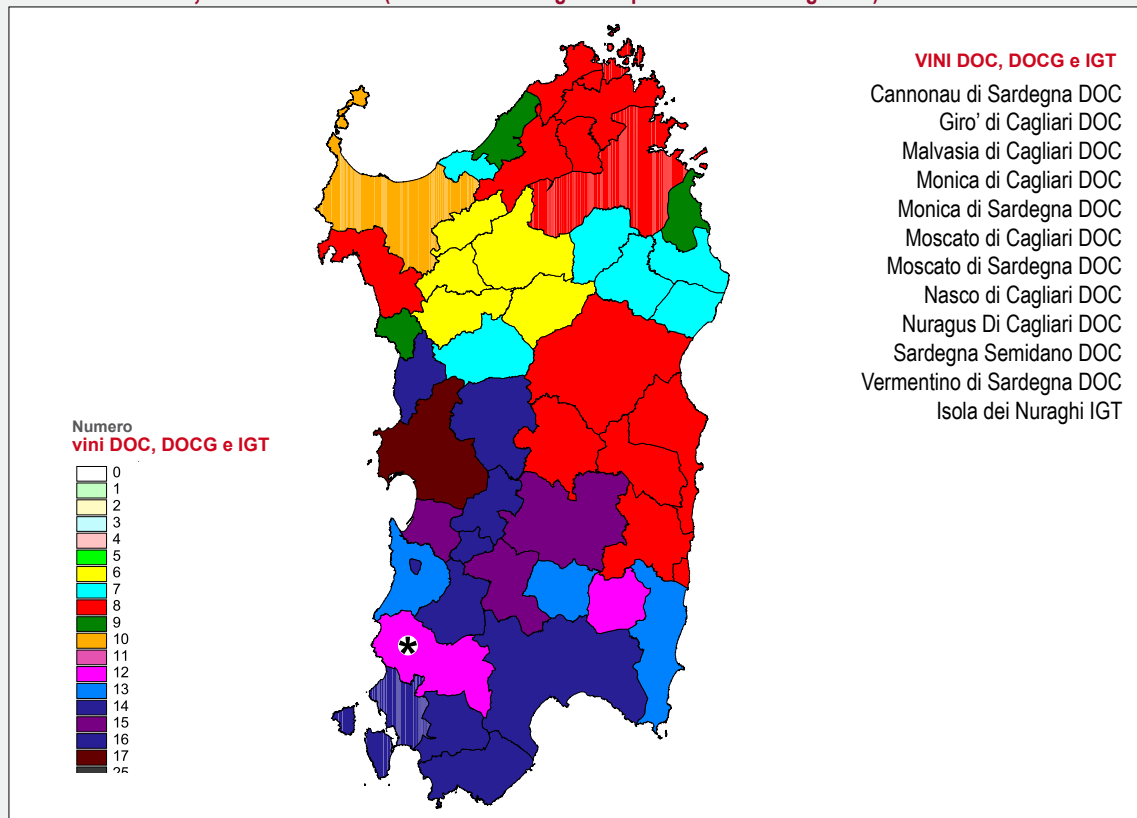 VINI DOC, DOCG e IGT
Cannonau di Sardegna DOC
Giro' di Cagliari DOC
Malvasia di Cagliari DOC
Monica di Cagliari DOC
Monica di Sardegna DOC
Moscato di Cagliari DOC
Moscato di Sardegna DOC
Nasco di Cagliari DOC
Nuragus Di Cagliari DOC
Sardegna Semidano DOC
Vermentino di Sardegna DOC
Isola dei Nuraghi IGT
Numero
vini DOC, DOCG e IGT
0
1
2
3
4
5
6
7
8
9
10
11
12
13
14
15
16
17
25
*